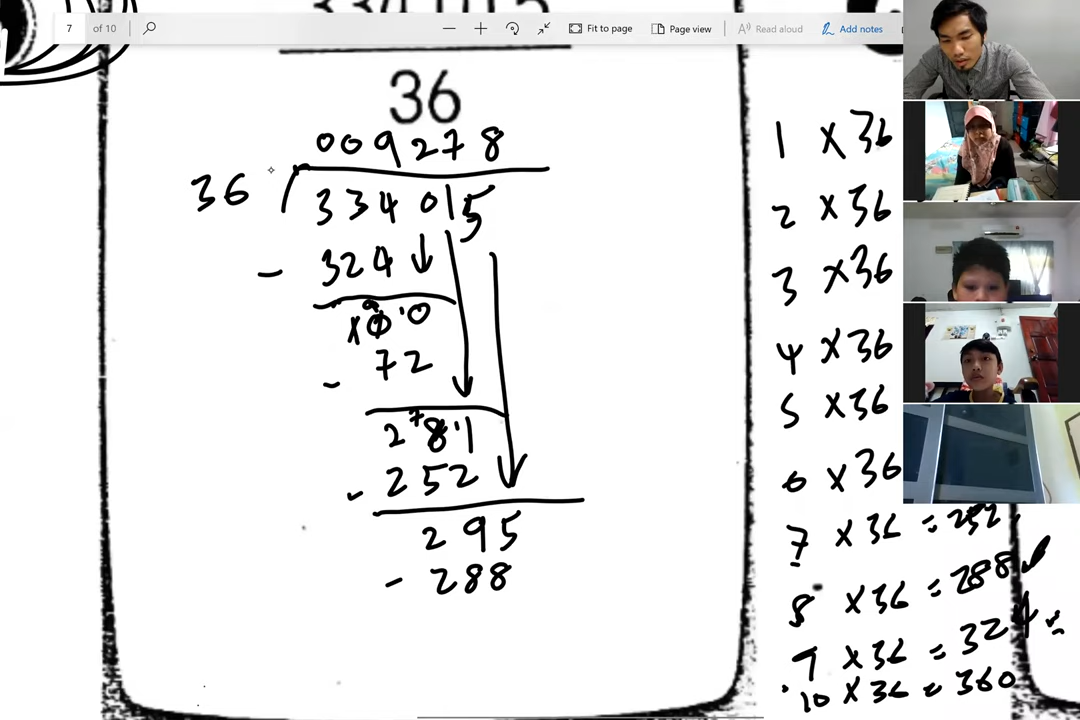 7 of 10 Fit to page Page view Read aloud Add notes
36
009278
36 334015
- 324
100
- 72
281
- 252
295
- 288
1 x 36
2 x 36
3 x 36
4 x 36
5 x 36
6 x 36
7 x 36 = 252
8 x 36 = 288
9 x 36 = 324
10 x 36 = 360